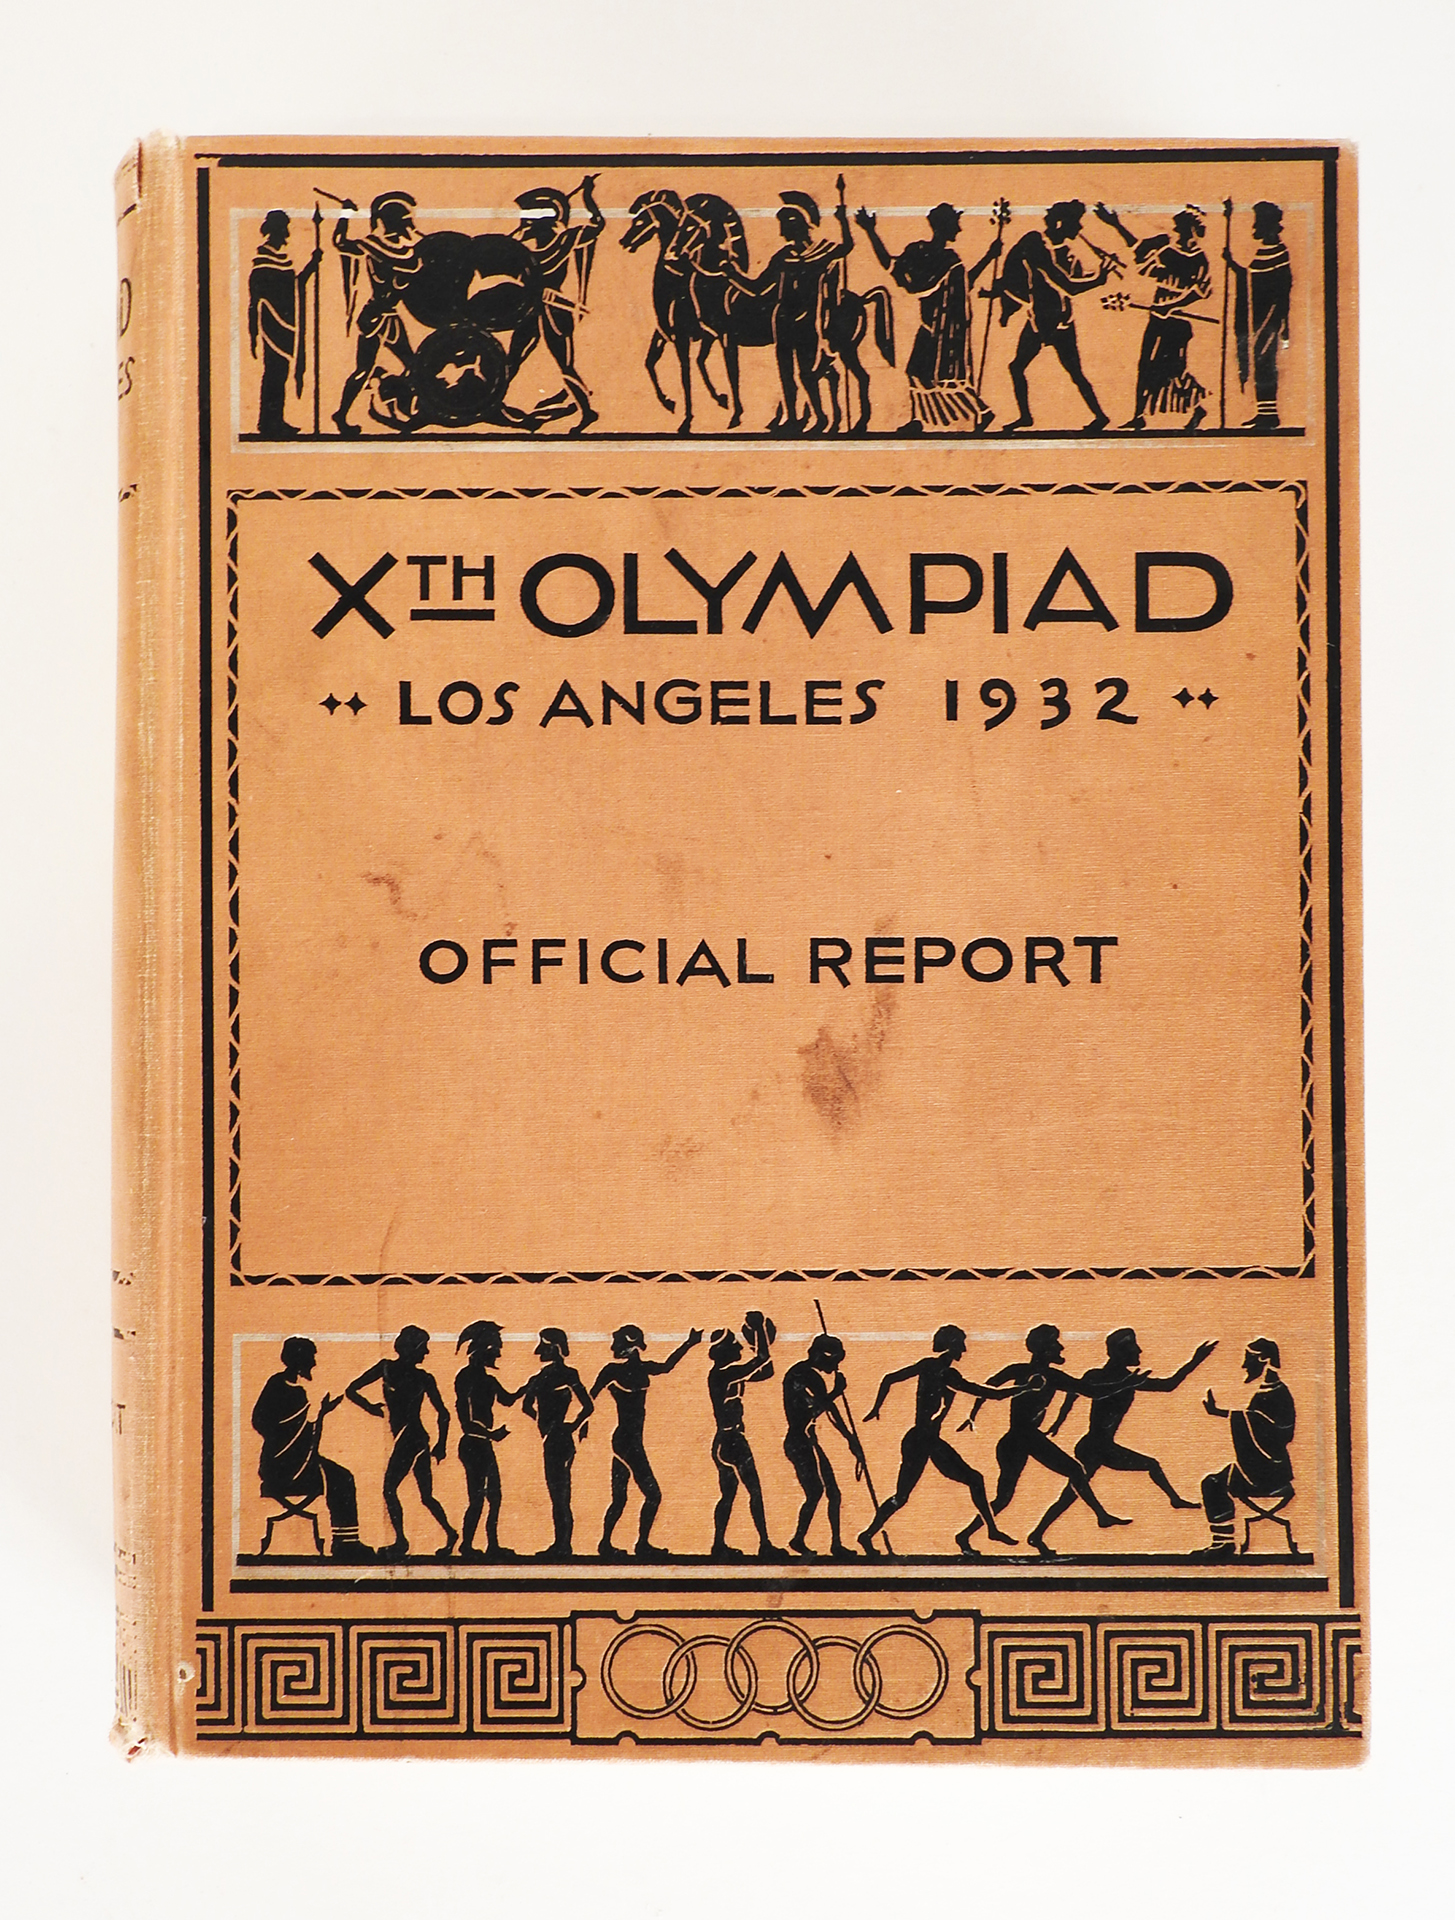 XTH OLYMPIAD
LOS ANGELES 1932
OFFICIAL REPORT